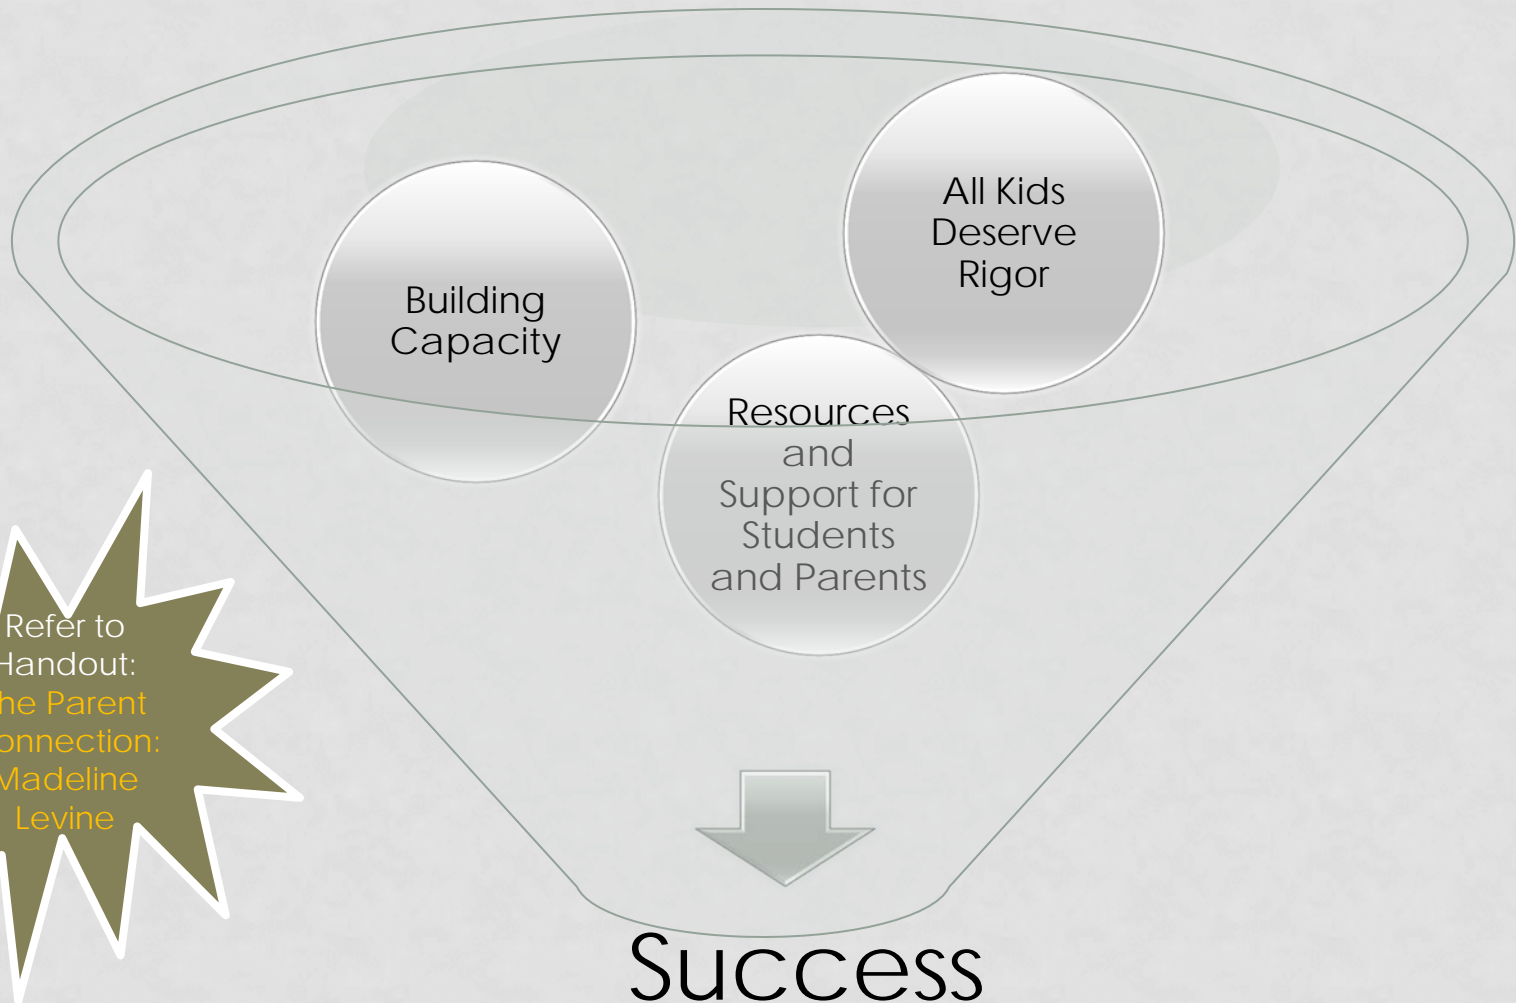 All Kids
Deserve
Rigor
Building
Capacity
Resources
and
Support for
Students
and Parents
Refer to
Handout:
he Parent
onnection:
Madeline
Levine
Success